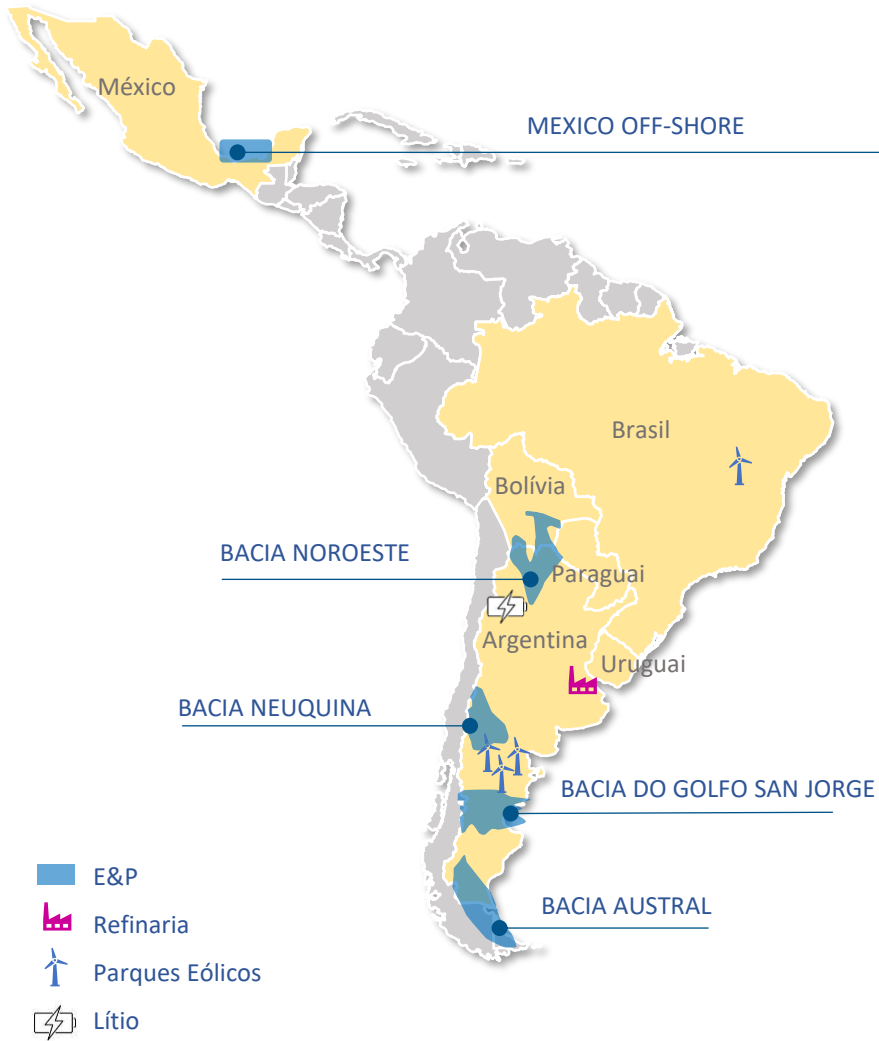 México
MEXICO OFF-SHORE
Brasil
Bolívia
BACIA NOROESTE
Paraguai
Argentina
Uruguai
BACIA NEUQUINA
BACIA DO GOLFO SAN JORGE
E&P
BACIA AUSTRAL
Refinaria
Parques Eólicos
Lítio